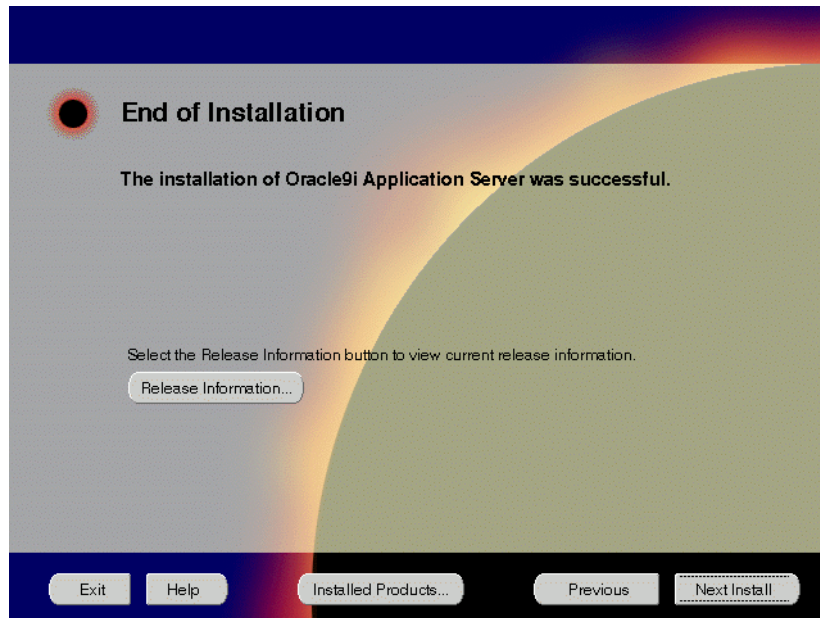 End of Installation
The installation of Oracle9i Application Server was successful.
Select the Release Information button to view current release information.
Release Information...
Exit
Help
Installed Products...
Previous
Next Install